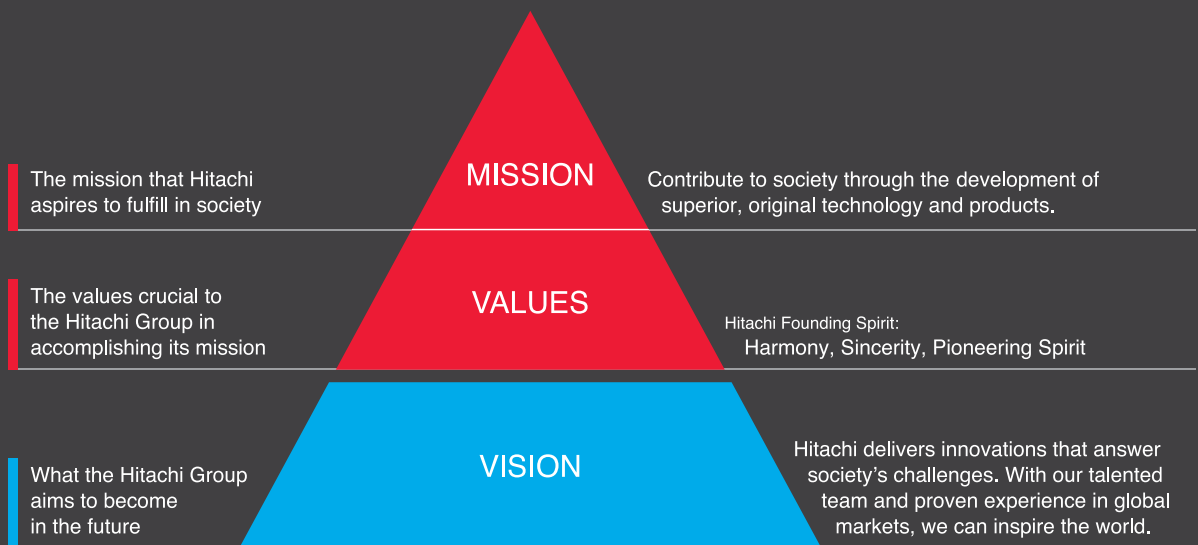 The mission that Hitachi
aspires to fulfill in society
MISSION
Contribute to society through the development of
superior, original technology and products.
The values crucial to
the Hitachi Group in
accomplishing its mission
VALUES
Hitachi Founding Spirit:
Harmony, Sincerity, Pioneering Spirit
What the Hitachi Group
aims to become
in the future
VISION
Hitachi delivers innovations that answer
society's challenges. With our talented
team and proven experience in global
markets, we can inspire the world.